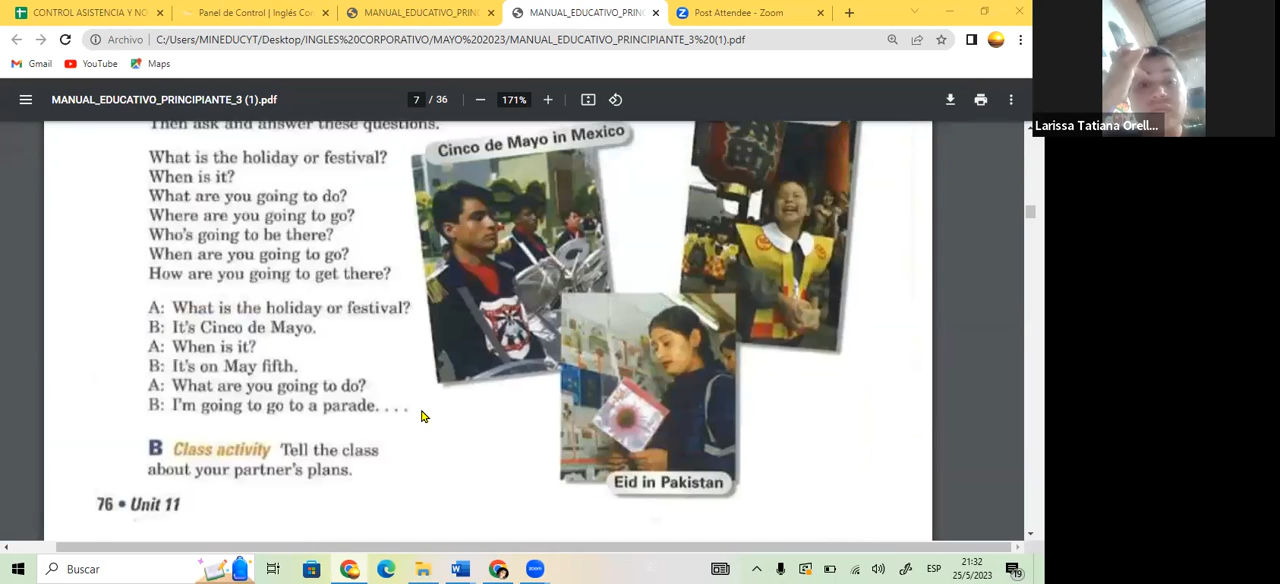 CONTROL ASISTENCIA Y NO
Panel de Control | Inglés Cor
MANUAL_EDUCATIVO_PRINC
MANUAL_EDUCATIVO_PRINC
Post Attendee - Zoom
Archivo
C:/Users/MINEDUCYT/Desktop/INGLES%20CORPORATIVO/MAYO%202023/MANUAL_EDUCATIVO_PRINCIPIANTE_3%20(1).pdf
Gmail
YouTube
Maps
MANUAL_EDUCATIVO_PRINCIPIANTE_3 (1).pdf
7 / 36
171%
Larissa Tatiana Orell...
Then ask and answer these questions.
Cinco de Mayo in Mexico
What is the holiday or festival?
When is it?
What are you going to do?
Where are you going to go?
Who's going to be there?
When are you going to go?
How are you going to get there?
A: What is the holiday or festival?
B: It's Cinco de Mayo.
A: When is it?
B: It's on May fifth.
A: What are you going to do?
B: I'm going to go to a parade. . . .
B Class activity Tell the class
about your partner's plans.
Eid in Pakistan
76 • Unit 11
Buscar
ESP
21:32
25/5/2023
19